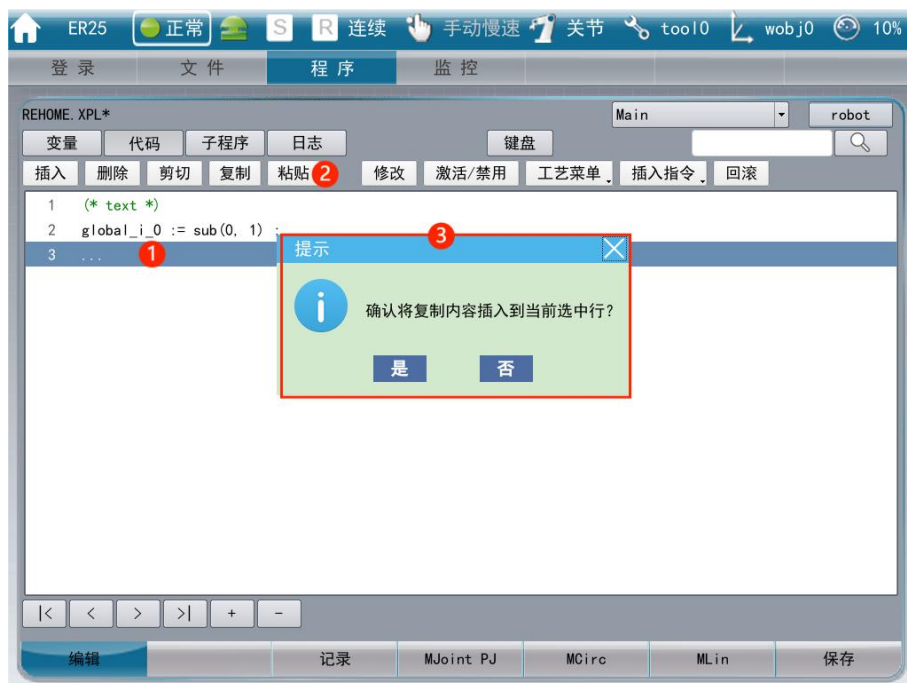 ER25 正常 S R 连续 手动慢速 关节 tool0 wobj0 10%
登录 文件 程序 监控
REHOME.XPL* Main robot
变量 代码 子程序 日志 键盘
插入 删除 剪切 复制 粘贴 2 修改 激活/禁用 工艺菜单 插入指令 回滚
1 (* text *)
2 global_i_0 := sub(0, 1) ;
3 ... 1
3
提示
i
确认将复制内容插入到当前选中行?
是 否
|< < > >| + -
编辑 记录 MJoint PJ MCirc MLin 保存